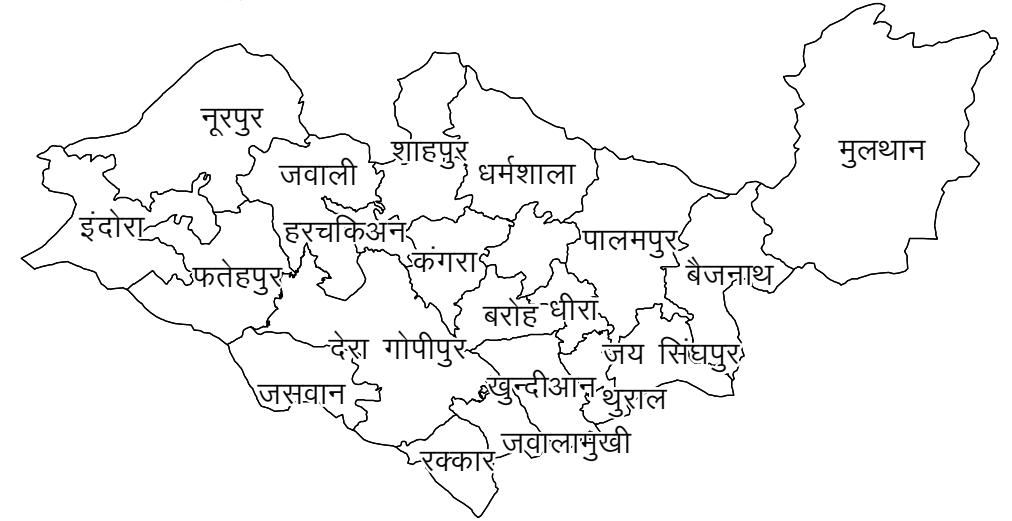 नूरपुर
शाहपुर
मुलथान
जवाली
धर्मशाला
इंदोरा
हरचकिअन
पालमपुर
कंगरा
फतेहपुर
बैजनाथ
बरोह
धीरा
देरा गोपीपुर
जय सिंघपुर
जसवान
खुन्दीआन
थुराल
जवालामुखी
रक्कार